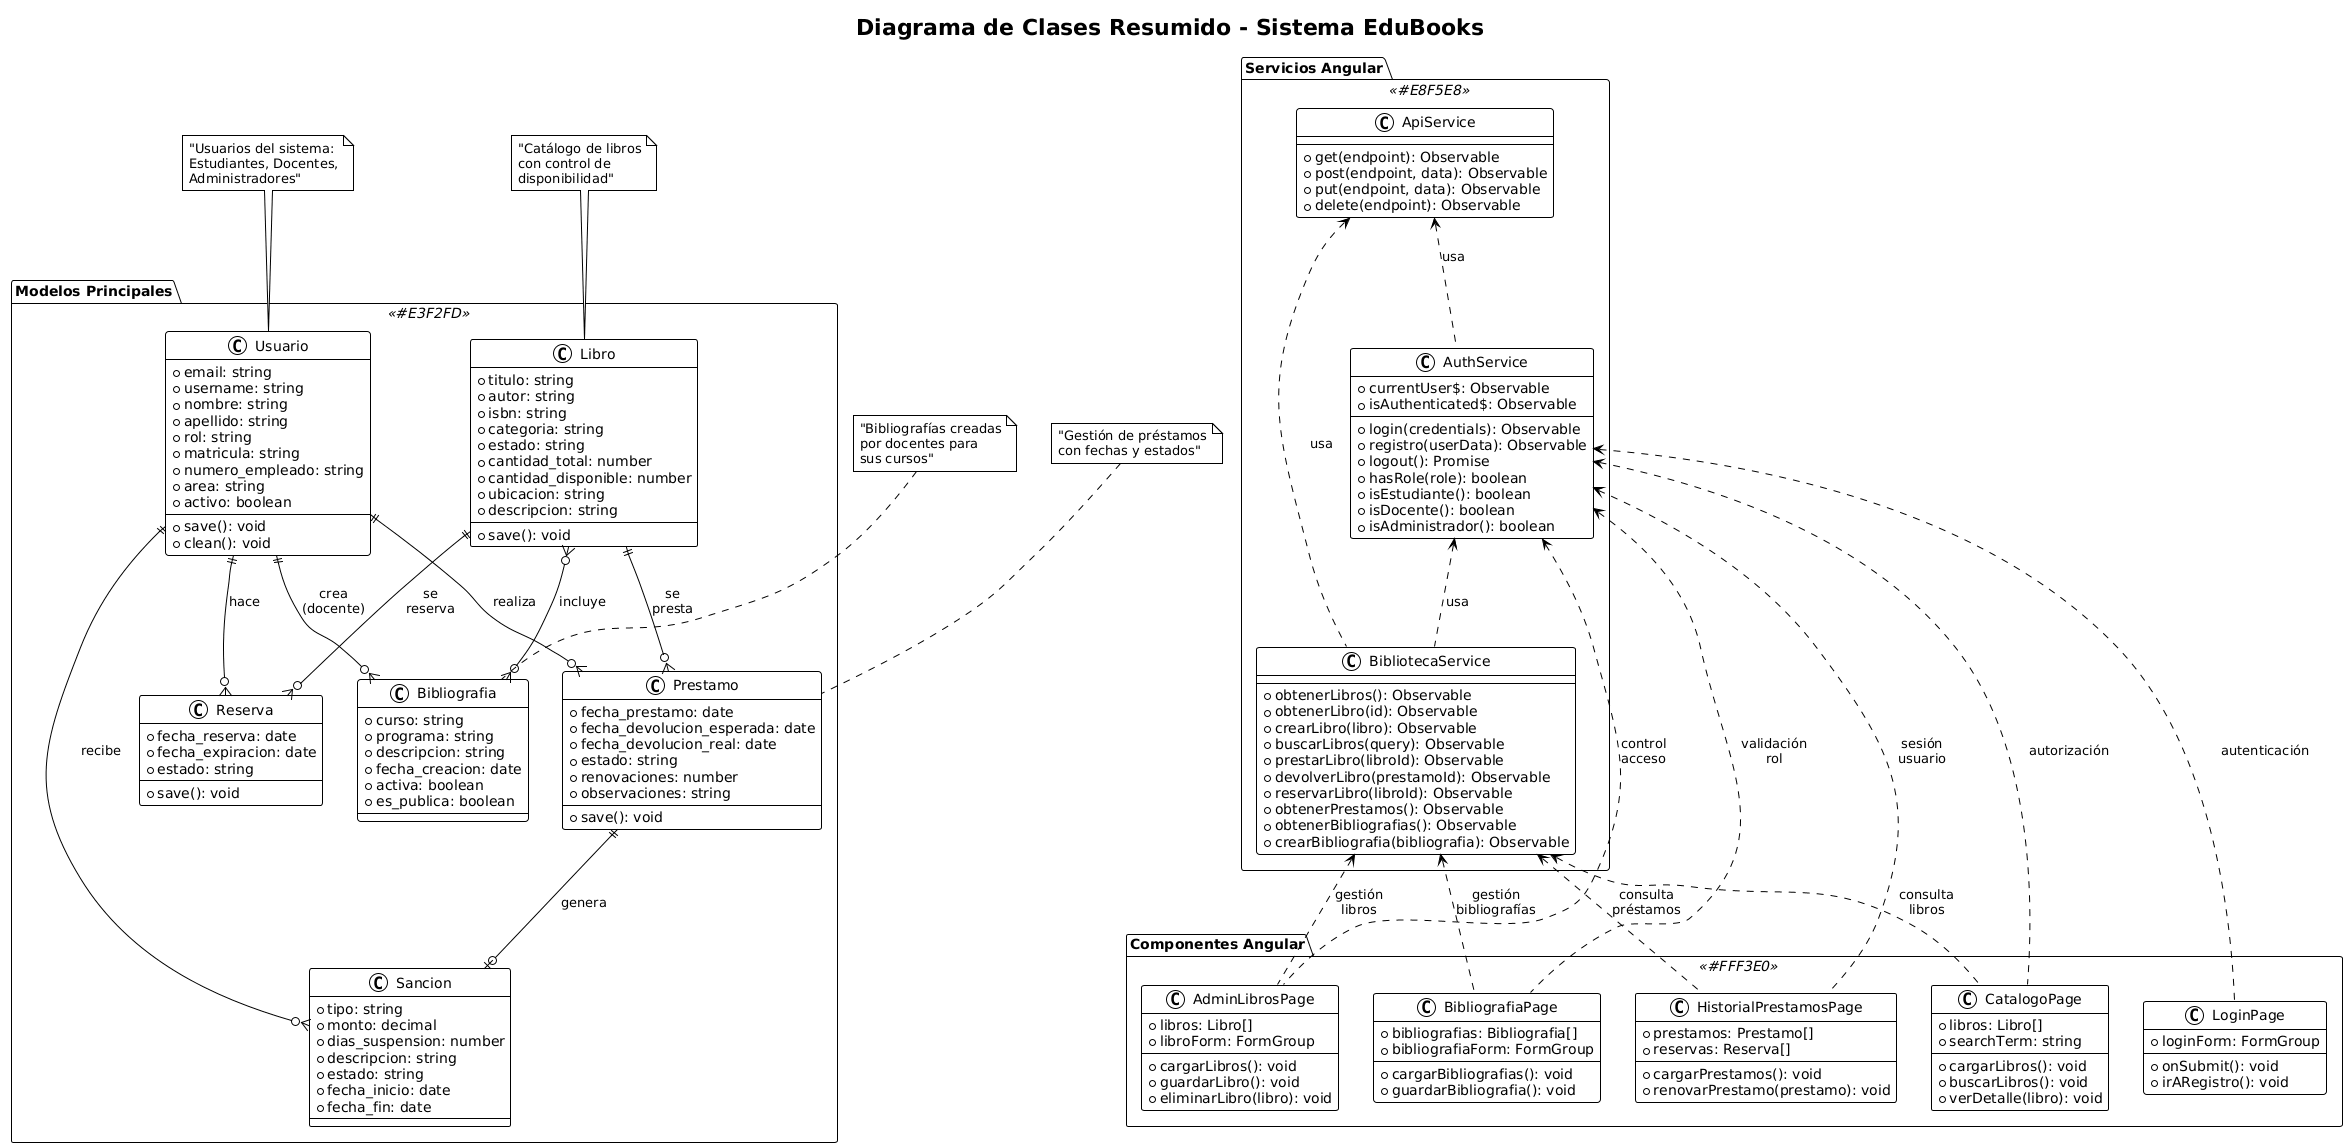 Diagrama de Clases Resumido - Sistema EduBooks
"Usuarios del sistema:
Estudiantes, Docentes,
Administradores"
"Catálogo de libros
con control de
disponibilidad"
Modelos Principales
«#E3F2FD»
C Usuario
email: string
username: string
nombre: string
apellido: string
rol: string
matricula: string
numero_empleado: string
area: string
activo: boolean
save(): void
clean(): void
C Libro
titulo: string
autor: string
isbn: string
categoria: string
estado: string
cantidad_total: number
cantidad_disponible: number
ubicacion: string
descripcion: string
save(): void
"Bibliografías creadas
por docentes para
sus cursos"
"Gestión de préstamos
con fechas y estados"
hace
crea
(docente)
se
reserva
realiza
incluye
se
presta
recibe
C Reserva
fecha_reserva: date
fecha_expiracion: date
estado: string
save(): void
C Bibliografia
curso: string
programa: string
descripcion: string
fecha_creacion: date
activa: boolean
es_publica: boolean
C Prestamo
fecha_prestamo: date
fecha_devolucion_esperada: date
fecha_devolucion_real: date
estado: string
renovaciones: number
observaciones: string
save(): void
genera
C Sancion
tipo: string
monto: decimal
dias_suspension: number
descripcion: string
estado: string
fecha_inicio: date
fecha_fin: date
Servicios Angular
«#E8F5E8»
C ApiService
get(endpoint): Observable
post(endpoint, data): Observable
put(endpoint, data): Observable
delete(endpoint): Observable
usa
C AuthService
currentUser$: Observable
isAuthenticated$: Observable
login(credentials): Observable
registro(userData): Observable
logout(): Promise
hasRole(role): boolean
isEstudiante(): boolean
isDocente(): boolean
isAdministrador(): boolean
usa
usa
C BibliotecaService
obtenerLibros(): Observable
obtenerLibro(id): Observable
crearLibro(libro): Observable
buscarLibros(query): Observable
prestarLibro(libroId): Observable
devolverLibro(prestamoId): Observable
reservarLibro(libroId): Observable
obtenerPrestamos(): Observable
obtenerBibliografias(): Observable
crearBibliografia(bibliografia): Observable
control
acceso
validación
rol
sesión
usuario
autorización
autenticación
gestión
libros
gestión
bibliografías
consulta
préstamos
consulta
libros
Componentes Angular
«#FFF3E0»
C AdminLibrosPage
libros: Libro[]
libroForm: FormGroup
cargarLibros(): void
guardarLibro(): void
eliminarLibro(libro): void
C BibliografiaPage
bibliografias: Bibliografia[]
bibliografiaForm: FormGroup
cargarBibliografias(): void
guardarBibliografia(): void
C HistorialPrestamosPage
prestamos: Prestamo[]
reservas: Reserva[]
cargarPrestamos(): void
renovarPrestamo(prestamo): void
C CatalogoPage
libros: Libro[]
searchTerm: string
cargarLibros(): void
buscarLibros(): void
verDetalle(libro): void
C LoginPage
loginForm: FormGroup
onSubmit(): void
irARegistro(): void